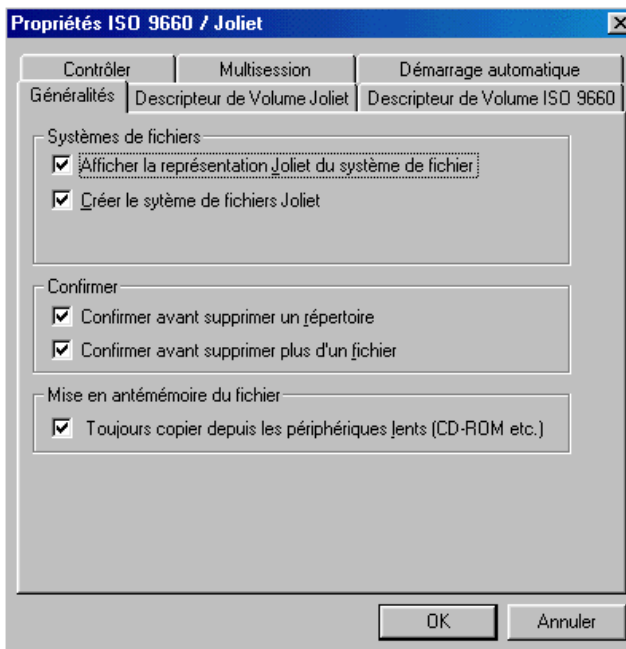 Propriétés ISO 9660 / Joliet
Contrôler Multisession Démarrage automatique
Généralités Descripteur de Volume Joliet Descripteur de Volume ISO 9660
Systèmes de fichiers
Afficher la représentation Joliet du système de fichier
Créer le sytème de fichiers Joliet
Confirmer
Confirmer avant supprimer un répertoire
Confirmer avant supprimer plus d'un fichier
Mise en antémémoire du fichier
Toujours copier depuis les périphériques lents (CD-ROM etc.)
OK Annuler